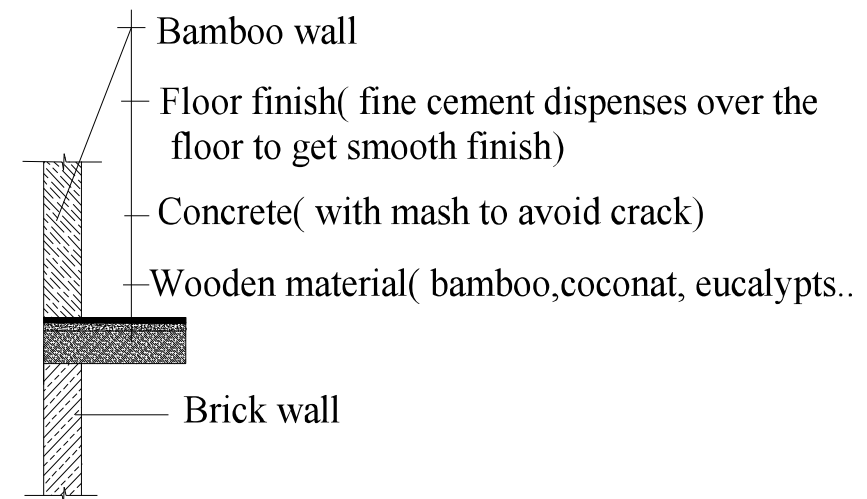 Bamboo wall
Floor finish( fine cement dispenses over the
floor to get smooth finish)
Concrete( with mash to avoid crack)
Wooden material( bamboo,coconat, eucalypts..
Brick wall